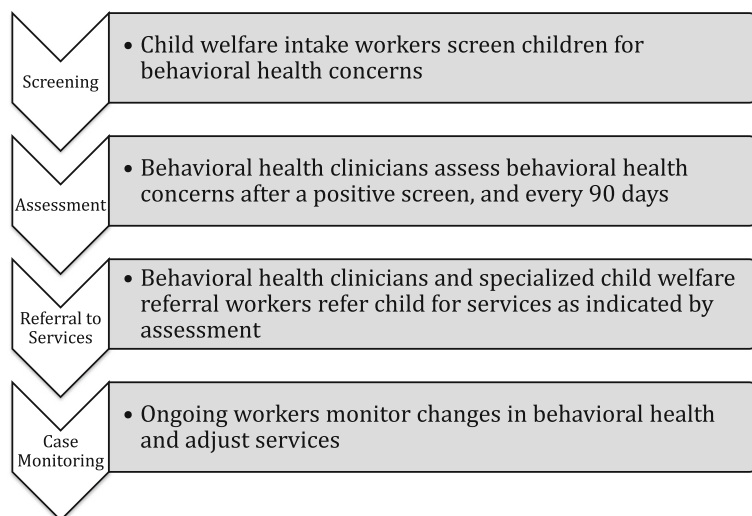 Screening
• Child welfare intake workers screen children for
behavioral health concerns
Assessment
• Behavioral health clinicians assess behavioral health
concerns after a positive screen, and every 90 days
Referral to
Services
• Behavioral health clinicians and specialized child welfare
referral workers refer child for services as indicated by
assessment
Case
Monitoring
• Ongoing workers monitor changes in behavioral health
and adjust services